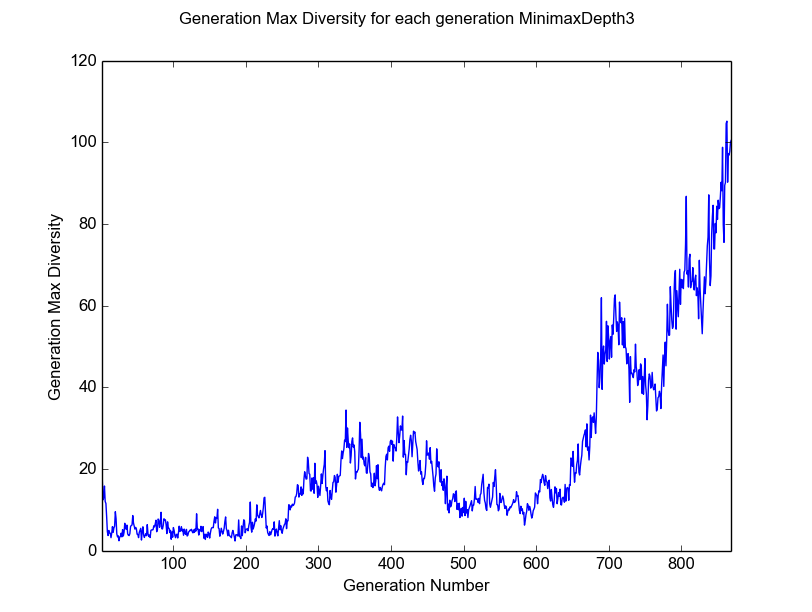 Generation Max Diversity for each generation MinimaxDepth3
120
100
80
60
40
20
0
Generation Max Diversity
100 200 300 400 500 600 700 800
Generation Number